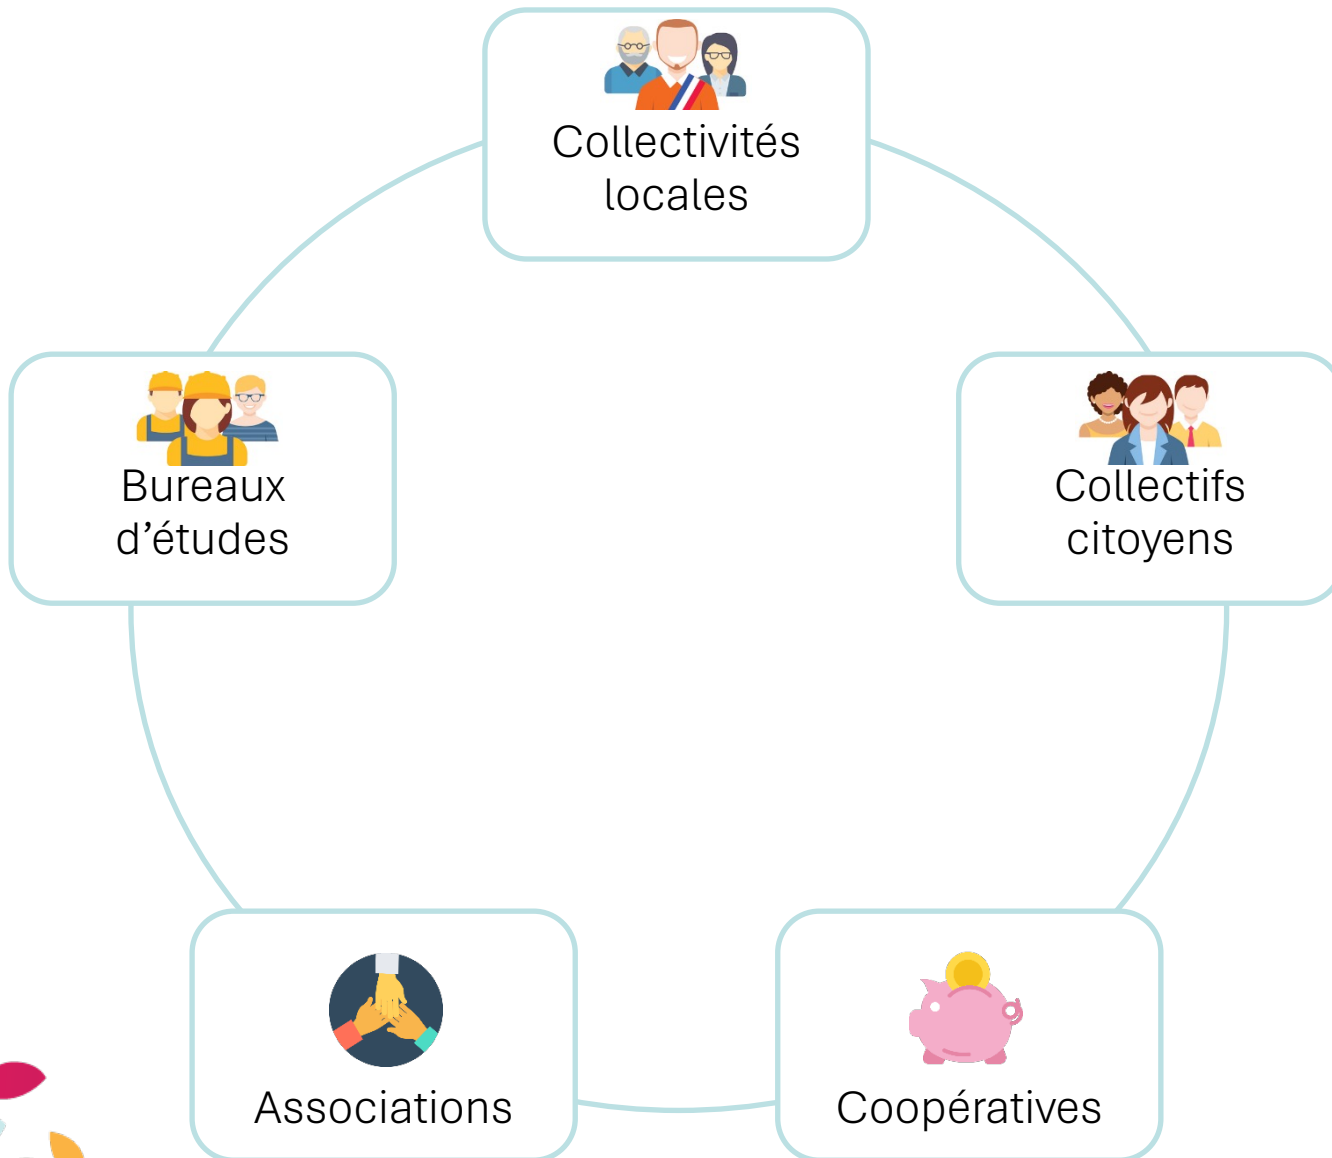 Collectivités
locales
Bureaux
d’études
Collectifs
citoyens
Associations
Coopératives